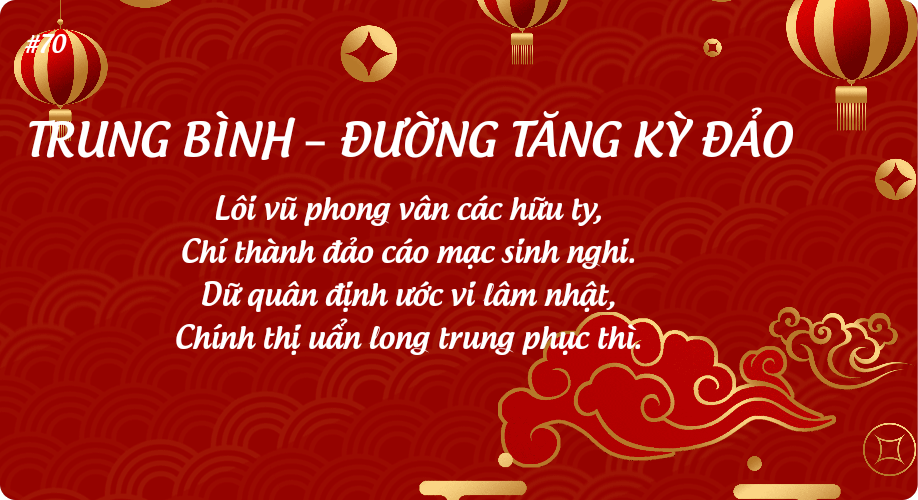 #70
TRUNG BÌNH – ĐƯỜNG TĂNG KỲ ĐẢO
Lôi vũ phong vân các hữu ty,
Chí thành đảo cáo mạc sinh nghi.
Dữ quân định ước vi lâm nhật,
Chính thị uẩn long trung phục thì.